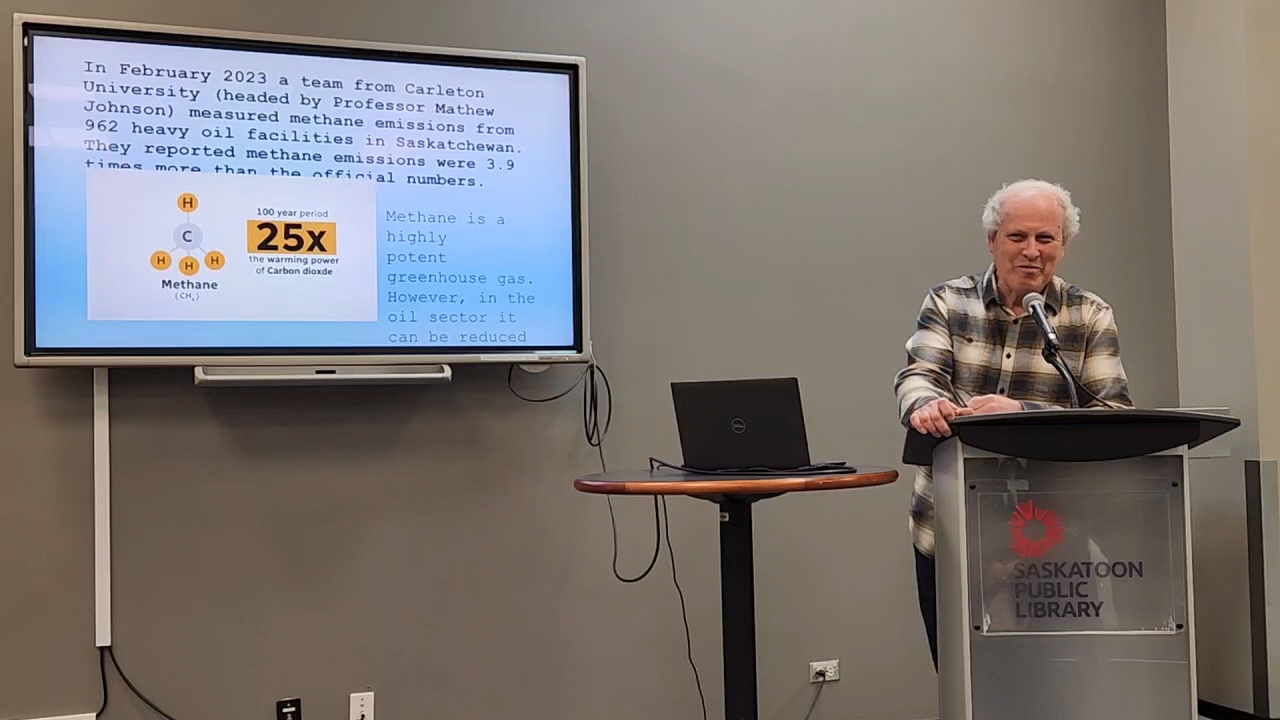 In February 2023 a team from Carleton
University (headed by Professor Mathew
Johnson) measured methane emissions from
962 heavy oil facilities in Saskatchewan.
They reported methane emissions were 3.9
times more than the official numbers.
H
C
H
H
H
Methane
(CH₄)
100 year period
25x
the warming power
of Carbon dioxde
Methane is a
highly
potent
greenhouse gas.
However, in the
oil sector it
can be reduced
DELL
SASKATOON
PUBLIC
LIBRARY